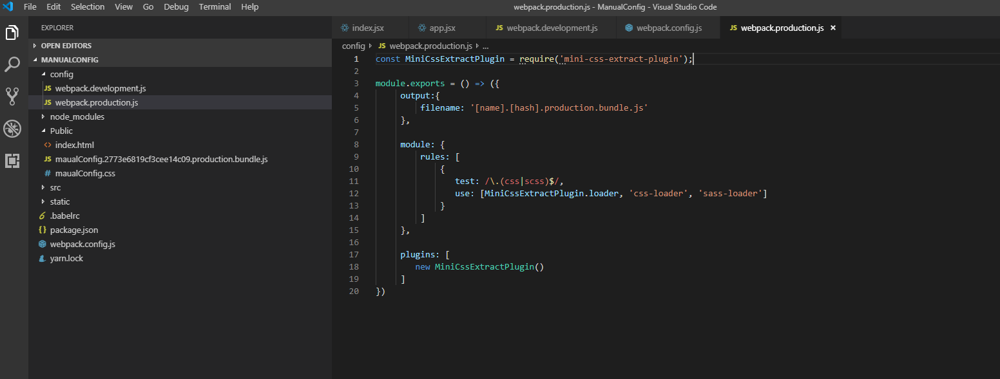 File Edit Selection View Go Debug Terminal Help webpack.production.js - ManualConfig - Visual Studio Code
EXPLORER
OPEN EDITORS
MANUALCONFIG
config
JS webpack.development.js
JS webpack.production.js
node_modules
Public
<> index.html
JS maualConfig.2773e6819cf3cee14c09.production.bundle.js
# maualConfig.css
src
static
6 .babelrc
{} package.json
webpack.config.js
yarn.lock
index.jsx app.jsx JS webpack.development.js webpack.config.js JS webpack.production.js ×
config JS webpack.production.js ...
1 const MiniCssExtractPlugin = require('mini-css-extract-plugin');
2
3 module.exports = () => ({
4 output:{
5 filename: '[name].[hash].production.bundle.js'
6 },
7
8 module: {
9 rules: [
10 {
11 test: /\.(css|scss)$/,
12 use: [MiniCssExtractPlugin.loader, 'css-loader', 'sass-loader']
13 }
14 ]
15 },
16
17 plugins: [
18 new MiniCssExtractPlugin()
19 ]
20 })